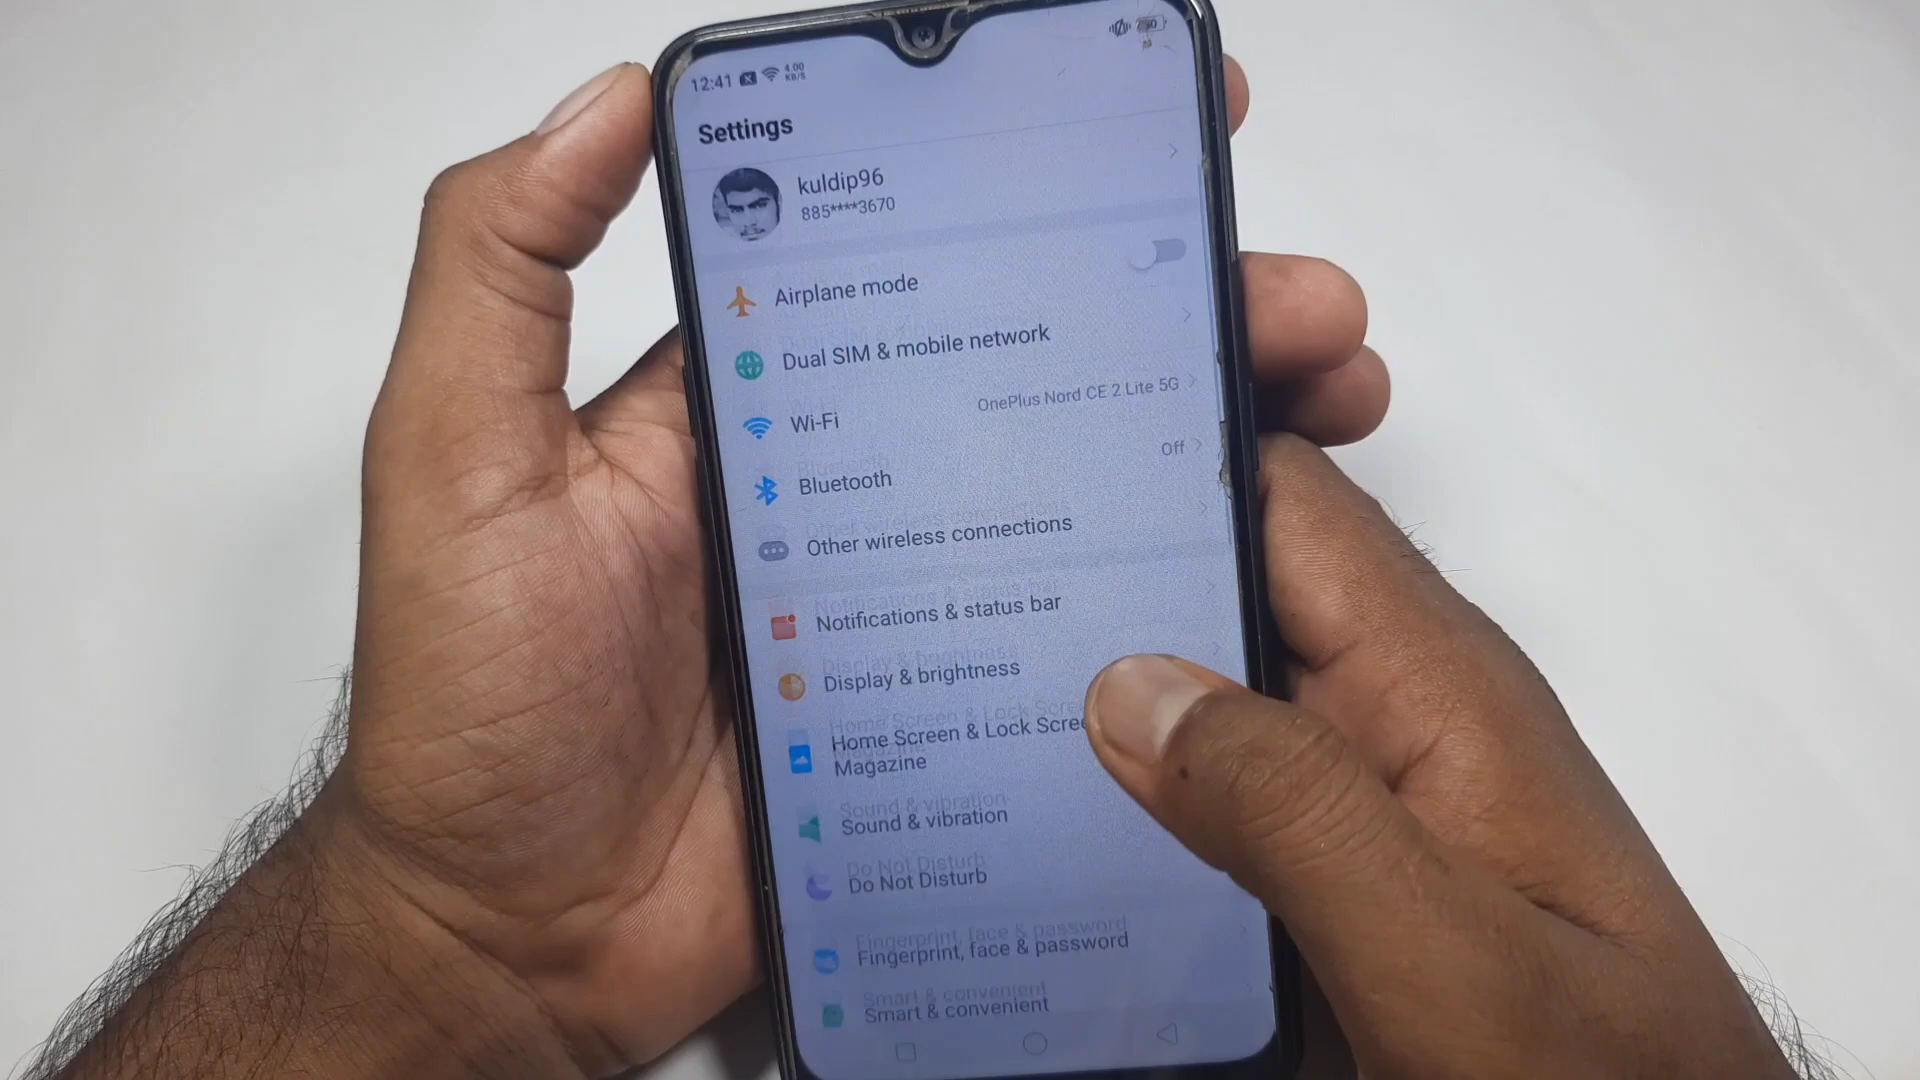 12:41 4.00 KB/S
Settings
kuldip96
885****3670
Airplane mode
Dual SIM & mobile network
Wi-Fi OnePlus Nord CE 2 Lite 5G
Bluetooth Off
Other wireless connections
Notifications & status bar
Display & brightness
Home Screen & Lock Scree
Magazine
Sound & vibration
Do Not Disturb
Fingerprint, face & password
Smart & convenient